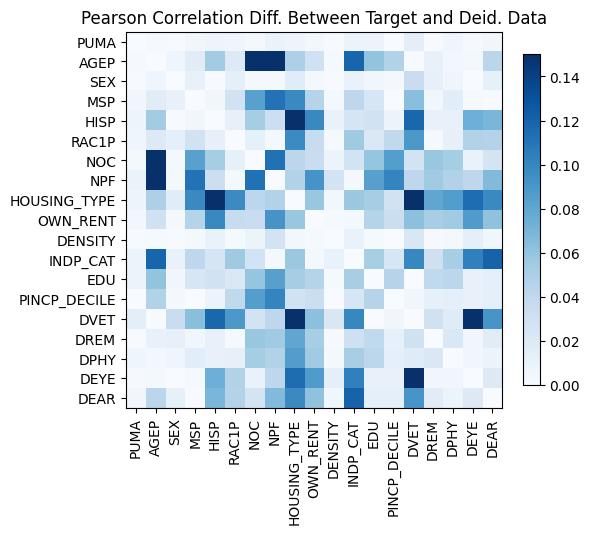 Pearson Correlation Diff. Between Target and Deid. Data
PUMA
AGEP
SEX
MSP
HISP
RAC1P
NOC
NPF
HOUSING_TYPE
OWN_RENT
DENSITY
INDP_CAT
EDU
PINCP_DECILE
DVET
DREM
DPHY
DEYE
DEAR
PUMA
AGEP
SEX
MSP
HISP
RAC1P
NOC
NPF
HOUSING_TYPE
OWN_RENT
DENSITY
INDP_CAT
EDU
PINCP_DECILE
DVET
DREM
DPHY
DEYE
DEAR
0.14
0.12
0.10
0.08
0.06
0.04
0.02
0.00